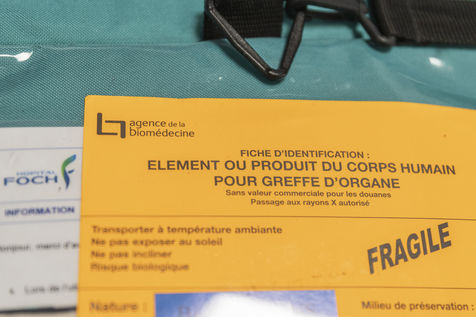 agence de la
biomédecine
FICHE D'IDENTIFICATION :
ELEMENT OU PRODUIT DU CORPS HUMAIN
POUR GREFFE D'ORGANE
Sans valeur commerciale pour les douanes
Passage aux rayons X autorisé
HOPITAL
FOCH
INFORMATION
Transporter à température ambiante
Ne pas exposer au soleil
Ne pas incliner
Risque biologique
FRAGILE
Nature :
Milieu de préservation :